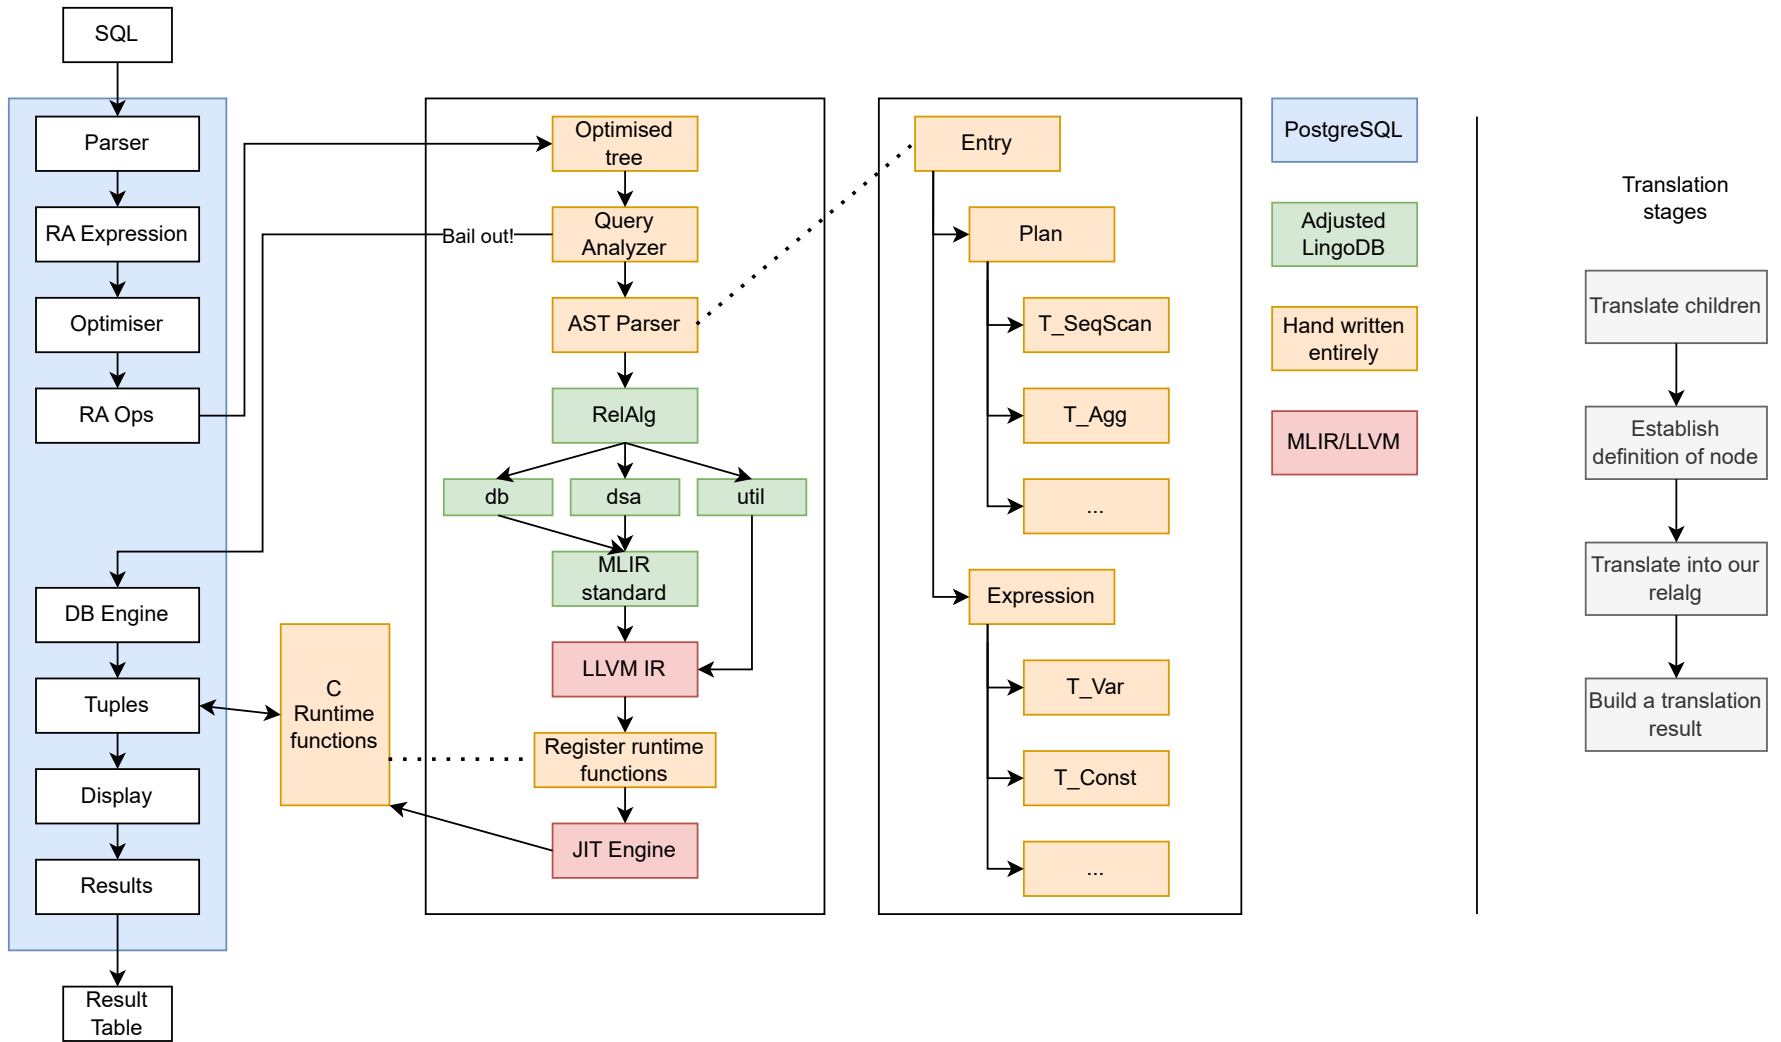 SQL
Parser
RA Expression
Optimiser
RA Ops
DB Engine
Tuples
Display
Results
Result
Table
C
Runtime
functions
Optimised
tree
Query
Analyzer
Bail out!
AST Parser
RelAlg
db
dsa
util
MLIR
standard
LLVM IR
Register runtime
functions
JIT Engine
Entry
Plan
T_SeqScan
T_Agg
...
Expression
T_Var
T_Const
...
PostgreSQL
Adjusted
LingoDB
Hand written
entirely
MLIR/LLVM
Translation
stages
Translate children
Establish
definition of node
Translate into our
relalg
Build a translation
result